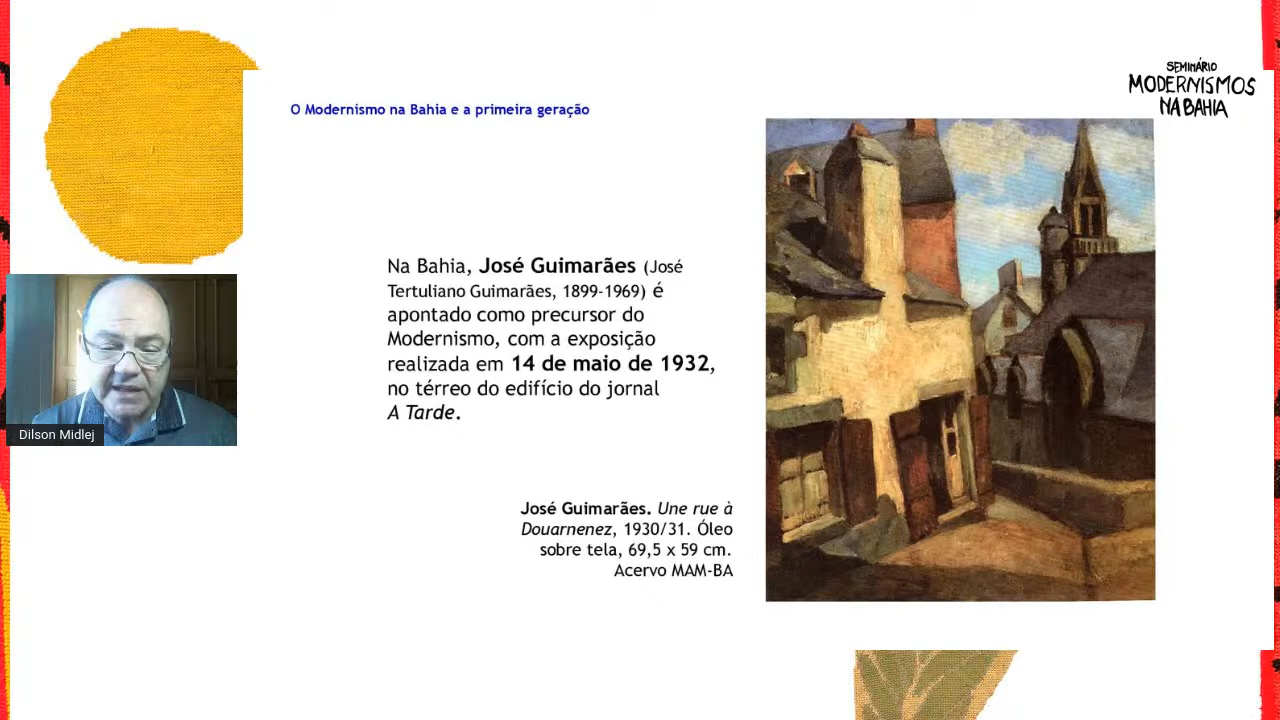 SEMINÁRIO
MODERNISMOS
NA BAHIA
O Modernismo na Bahia e a primeira geração
Na Bahia, José Guimarães (José
Tertuliano Guimarães, 1899-1969) é
apontado como precursor do
Modernismo, com a exposição
realizada em 14 de maio de 1932,
no térreo do edifício do jornal
A Tarde.
Dilson Midlej
José Guimarães. Une rue à
Douarnenez, 1930/31. Óleo
sobre tela, 69,5 x 59 cm.
Acervo MAM-BA